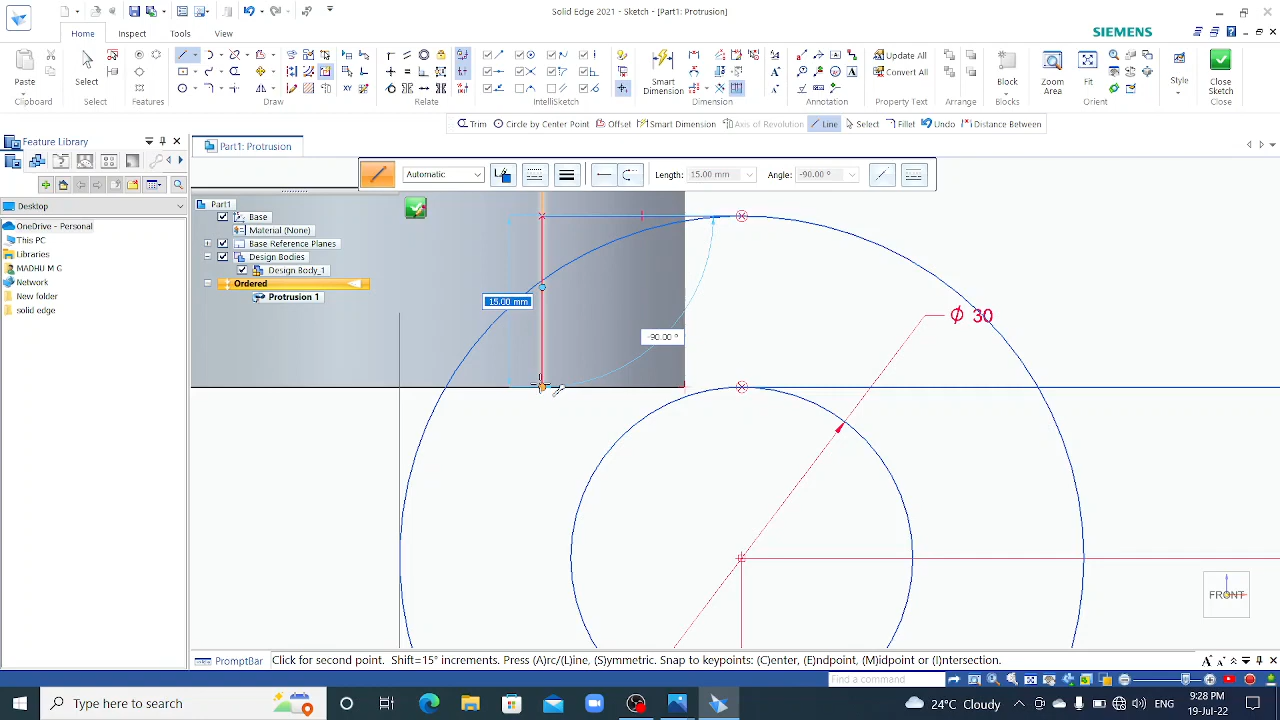 Solid Edge 2021 - Sketch - [Part1: Protrusion]
Home
Inspect
Tools
View
SIEMENS
Paste
Select
Smart Dimension
Update All
Convert All
Block
Zoom Area
Fit
Style
Close Sketch
Clipboard
Select
Features
Draw
Relate
IntelliSketch
Dimension
Annotation
Property Text
Arrange
Blocks
Orient
Style
Close
Trim
Circle by Center Point
Offset
Smart Dimension
Axis of Revolution
Line
Select
Fillet
Undo
Distance Between
Feature Library
Part1: Protrusion
Automatic
Length: 15.00 mm
Angle: -90.00 °
Desktop
OneDrive - Personal
This PC
Libraries
MADHU M G
Network
New folder
solid edge
Part1
Base
Material (None)
Base Reference Planes
Design Bodies
Design Body_1
Ordered
Protrusion 1
15.00 mm
-90.00 °
ϕ 30
FRONT
PromptBar
Click for second point. Shift=15° increments. Press (A)rc/(L)ine, (S)ymmetric. Snap to keypoints: (C)enter, (E)ndpoint, (M)idpoint or (I)ntersection.
Find a command
Type here to search
24°C Cloudy
ENG
9:28 PM
19-Jul-22